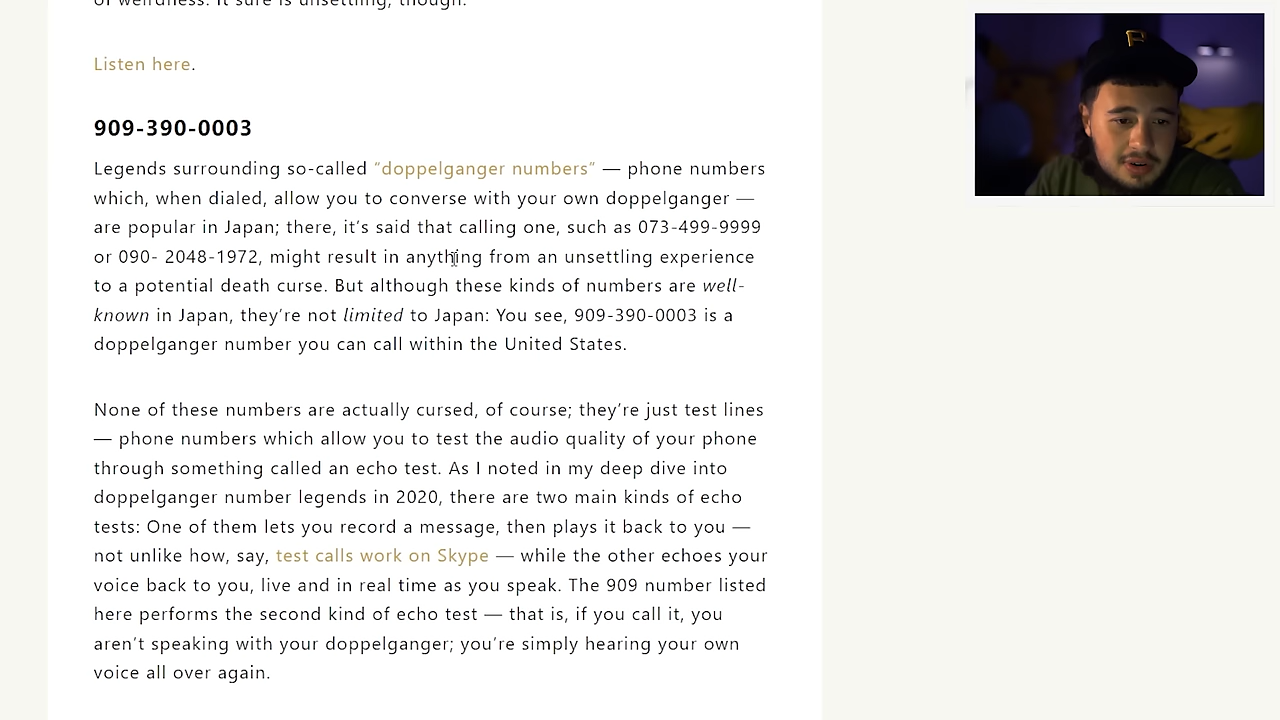 of weirdness. It sure is unsettling, though.
Listen here.
909-390-0003
Legends surrounding so-called “doppelganger numbers” — phone numbers
which, when dialed, allow you to converse with your own doppelganger —
are popular in Japan; there, it’s said that calling one, such as 073-499-9999
or 090- 2048-1972, might result in anything from an unsettling experience
to a potential death curse. But although these kinds of numbers are well-
known in Japan, they’re not limited to Japan: You see, 909-390-0003 is a
doppelganger number you can call within the United States.
None of these numbers are actually cursed, of course; they’re just test lines
— phone numbers which allow you to test the audio quality of your phone
through something called an echo test. As I noted in my deep dive into
doppelganger number legends in 2020, there are two main kinds of echo
tests: One of them lets you record a message, then plays it back to you —
not unlike how, say, test calls work on Skype — while the other echoes your
voice back to you, live and in real time as you speak. The 909 number listed
here performs the second kind of echo test — that is, if you call it, you
aren’t speaking with your doppelganger; you’re simply hearing your own
voice all over again.
P